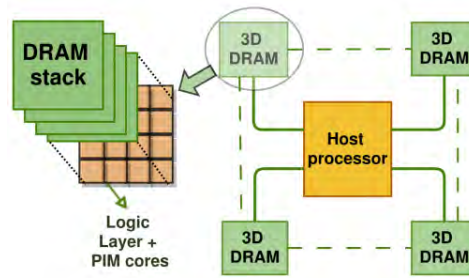 DRAM
stack
Logic
Layer +
PIM cores
3D
DRAM
3D
DRAM
Host
processor
3D
DRAM
3D
DRAM